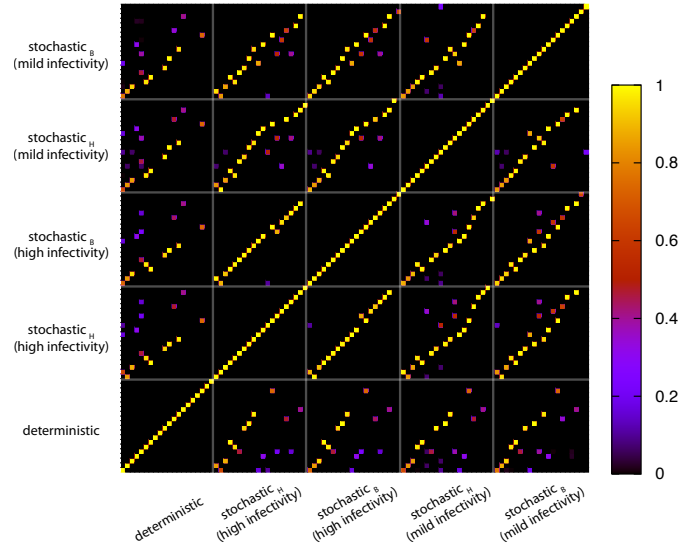 stochastic B
(mild infectivity)
stochastic H
(mild infectivity)
stochastic B
(high infectivity)
stochastic H
(high infectivity)
deterministic
1
0.8
0.6
0.4
0.2
0
deterministic
stochastic H
(high infectivity)
stochastic B
(high infectivity)
stochastic H
(mild infectivity)
stochastic B
(mild infectivity)